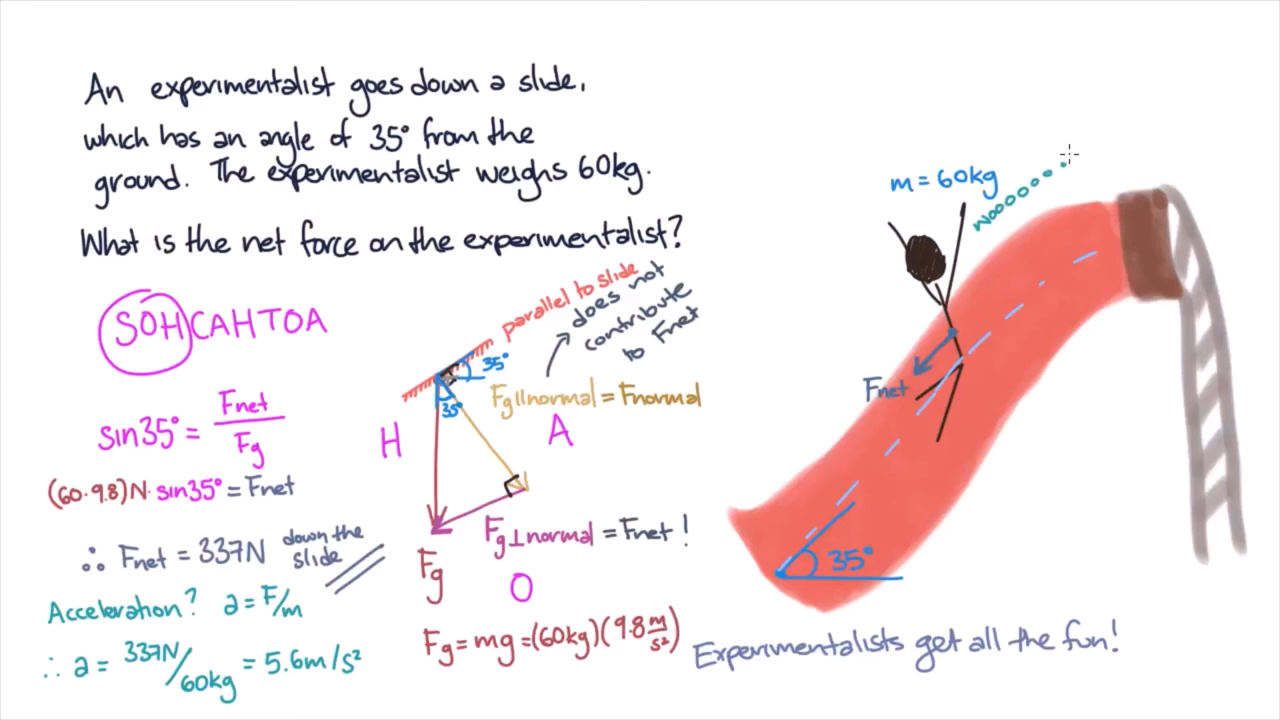 An experimentalist goes down a slide,
which has an angle of 35° from the
ground. The experimentalist weighs 60kg.
What is the net force on the experimentalist?
SOHCAHTOA
sin35° = Fnet/Fg
(60·9.8)N·sin35° = Fnet
∴ Fnet = 337N down the slide
Acceleration? a = F/m
∴ a = 337N/60kg = 5.6m/s²
parallel to slide
does not
contribute
to Fnet
35°
35°
Fg||normal = Fnormal
H
A
Fg⊥normal = Fnet!
Fg
O
Fg = mg = (60kg)(9.8 m/s²)
m = 60kg
Woooooo
Fnet
35°
Experimentalists get all the fun!